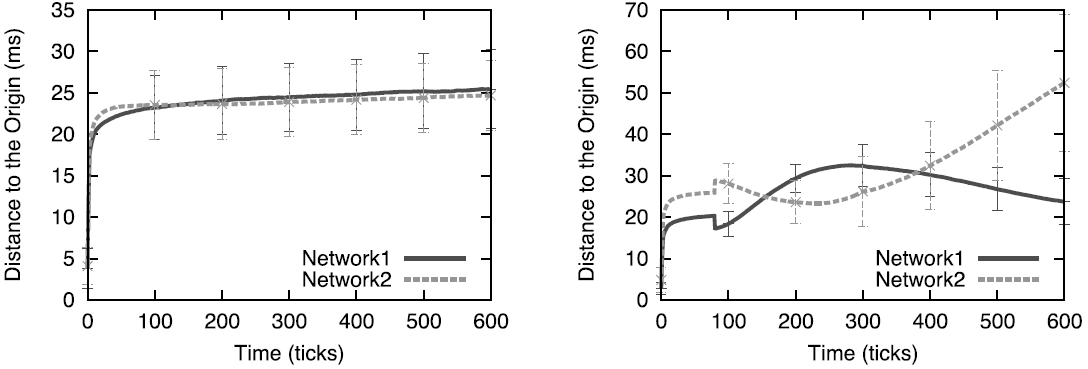 35
30
25
20
15
10
5
0
Distance to the Origin (ms)
Network1
Network2
0 100 200 300 400 500 600
Time (ticks)
70
60
50
40
30
20
10
0
Distance to the Origin (ms)
Network1
Network2
0 100 200 300 400 500 600
Time (ticks)